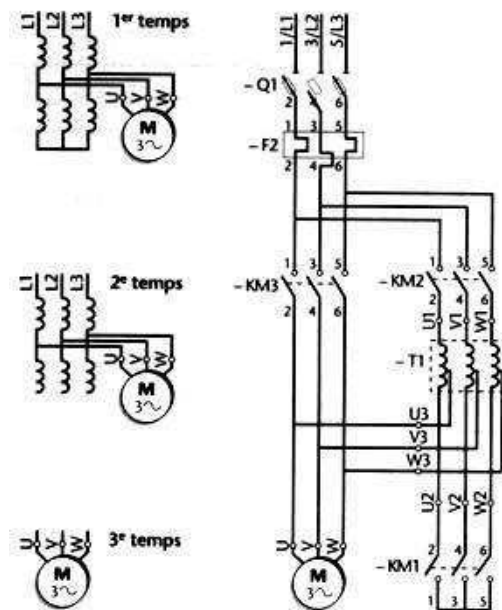 L1 L2 L3
1er temps
U V W
M
3~
L1 L2 L3
2e temps
U V W
M
3~
3e temps
U V W
M
3~
1/L1 3/L2 5/L3
– Q1
2 4 6
1 3 5
– F2
2 4 6
1 3 5
– KM3
2 4 6
1 3 5
– KM2
2 4 6
U1 V1 W1
– T1
U3
V3
W3
U2 V2 W2
2 4 6
– KM1
1 3 5
U V W
M
3~